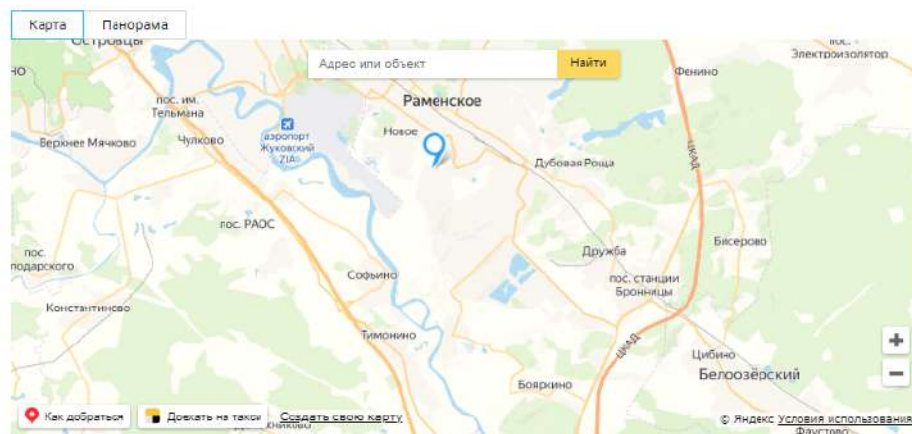 Карта Панорама
Островцы
пос.
Электроизолятор
Адрес или объект Найти
Фенино
пос. им.
Тельмана
Раменское
Новое
Верхнее Мячково
Чулково
аэропорт
Жуковский
ZIA
Дубовая Роща
ЦКАД
пос. РАОС
Бисерово
Дружба
пос.
Софьино
пос. станции
Бронницы
Константиново
Тимонино
ЦКАД
Цибино
Белоозёрский
Бояркино
Как добраться Доехать на такси Создать свою карту
© Яндекс Условия использования
Фаустово